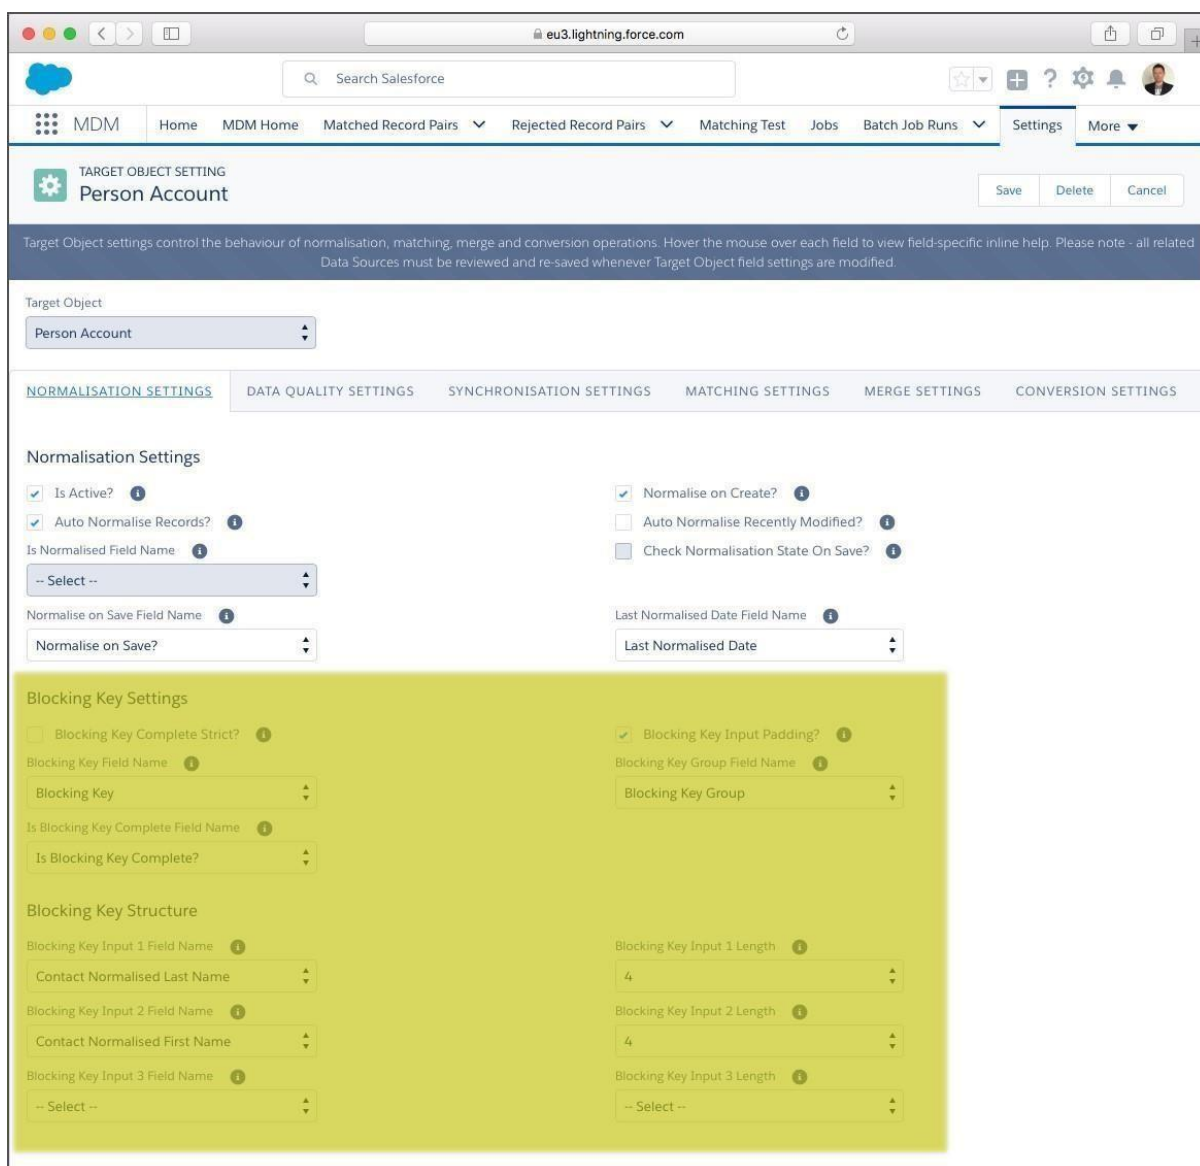 eu3.lightning.force.com
Search Salesforce
MDM Home MDM Home Matched Record Pairs Rejected Record Pairs Matching Test Jobs Batch Job Runs Settings More
TARGET OBJECT SETTING
Person Account
Save Delete Cancel
Target Object settings control the behaviour of normalisation, matching, merge and conversion operations. Hover the mouse over each field to view field-specific inline help. Please note - all related
Data Sources must be reviewed and re-saved whenever Target Object field settings are modified.
Target Object
Person Account
NORMALISATION SETTINGS DATA QUALITY SETTINGS SYNCHRONISATION SETTINGS MATCHING SETTINGS MERGE SETTINGS CONVERSION SETTINGS
Normalisation Settings
Is Active? Normalise on Create?
Auto Normalise Records? Auto Normalise Recently Modified?
Is Normalised Field Name Check Normalisation State On Save?
-- Select --
Normalise on Save Field Name Last Normalised Date Field Name
Normalise on Save? Last Normalised Date
Blocking Key Settings
Blocking Key Complete Strict? Blocking Key Input Padding?
Blocking Key Field Name Blocking Key Group Field Name
Blocking Key Blocking Key Group
Is Blocking Key Complete Field Name
Is Blocking Key Complete?
Blocking Key Structure
Blocking Key Input 1 Field Name Blocking Key Input 1 Length
Contact Normalised Last Name 4
Blocking Key Input 2 Field Name Blocking Key Input 2 Length
Contact Normalised First Name 4
Blocking Key Input 3 Field Name Blocking Key Input 3 Length
-- Select -- -- Select --